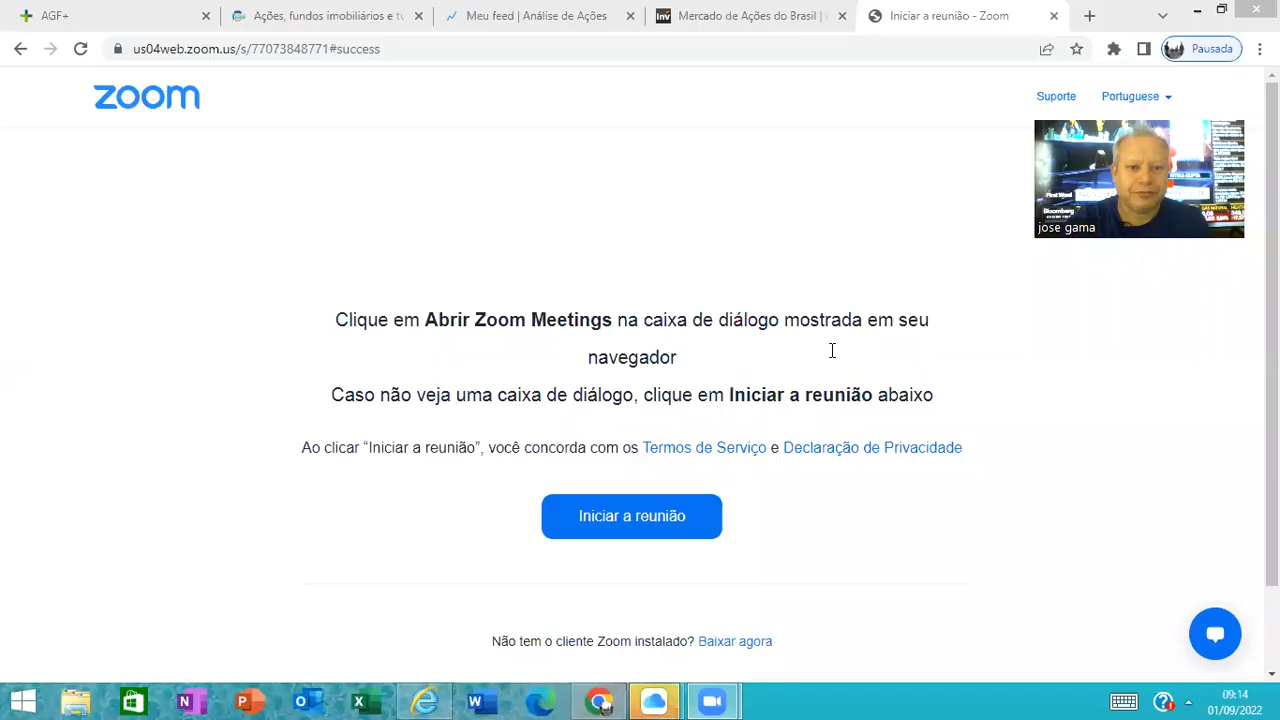 AGF+
Ações, fundos imobiliários e
Meu feed | Análise de Ações
Mercado de Ações do Brasil |
Iniciar a reunião - Zoom
us04web.zoom.us/s/77073848771#success
Pausada
zoom
Suporte
Portuguese
Bloomberg
jose gama
Clique em Abrir Zoom Meetings na caixa de diálogo mostrada em seu
navegador
Caso não veja uma caixa de diálogo, clique em Iniciar a reunião abaixo
Ao clicar “Iniciar a reunião”, você concorda com os Termos de Serviço e Declaração de Privacidade
Iniciar a reunião
Não tem o cliente Zoom instalado? Baixar agora
09:14
01/09/2022